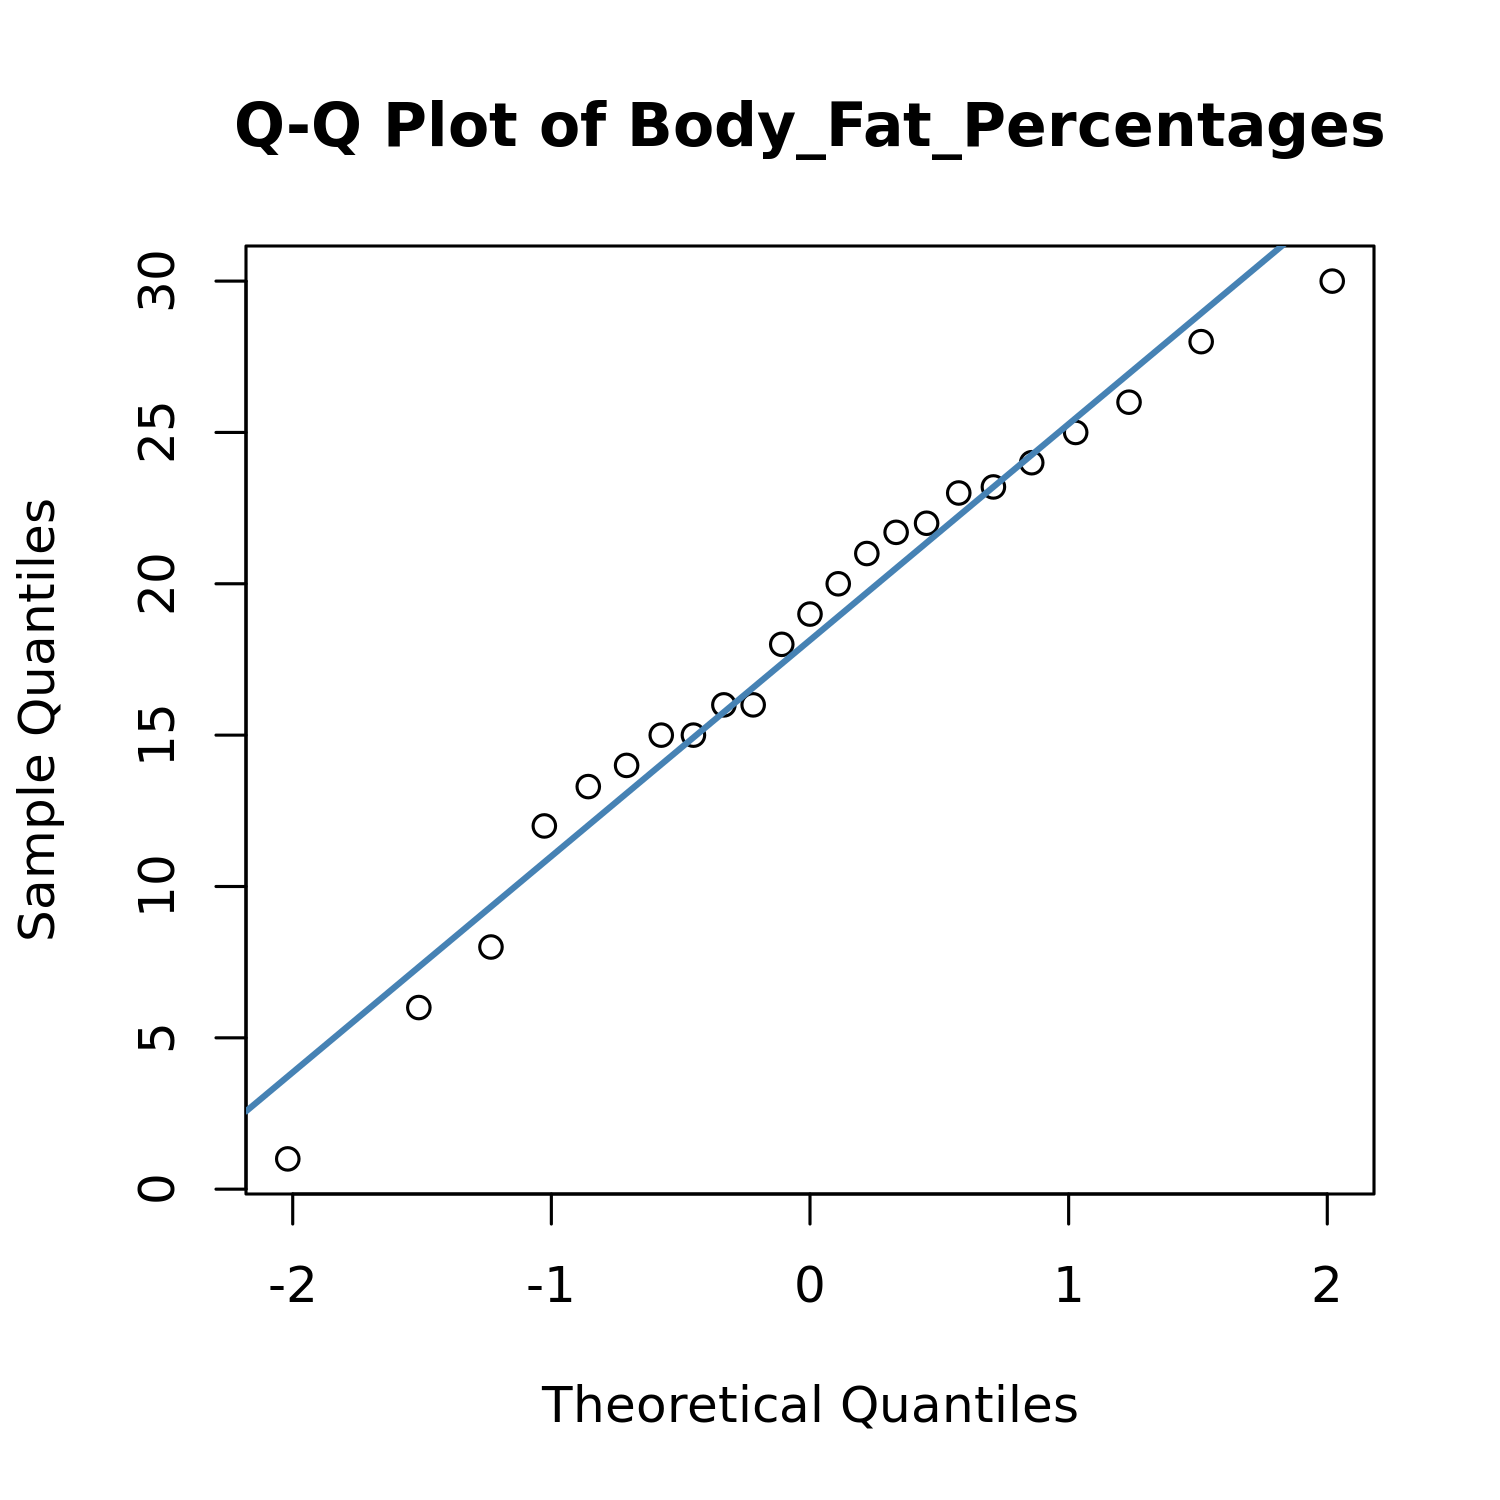 Q-Q Plot of Body_Fat_Percentages
30
25
20
15
10
5
0
Sample Quantiles
-2 -1 0 1 2
Theoretical Quantiles